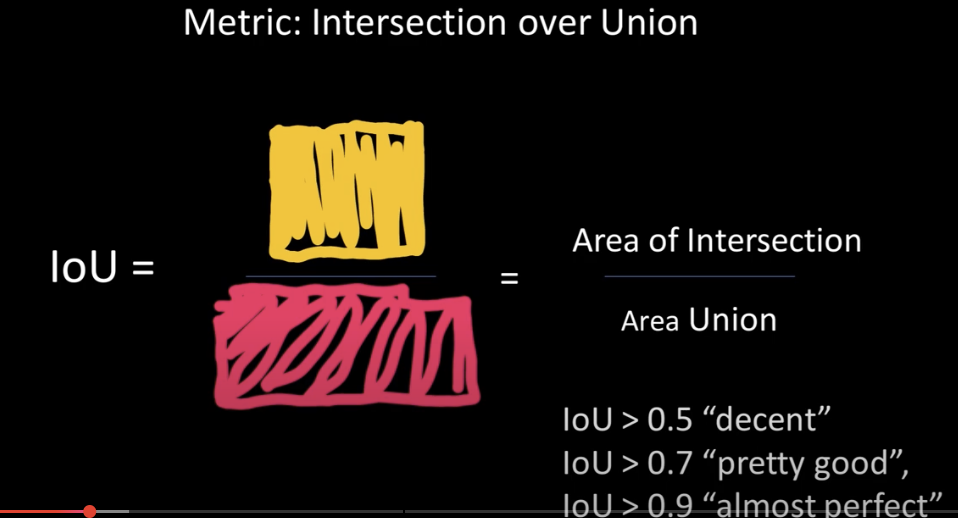 Metric: Intersection over Union
IoU =
=
Area of Intersection
Area Union
IoU > 0.5 “decent”
IoU > 0.7 “pretty good”,
IoU > 0.9 “almost perfect”